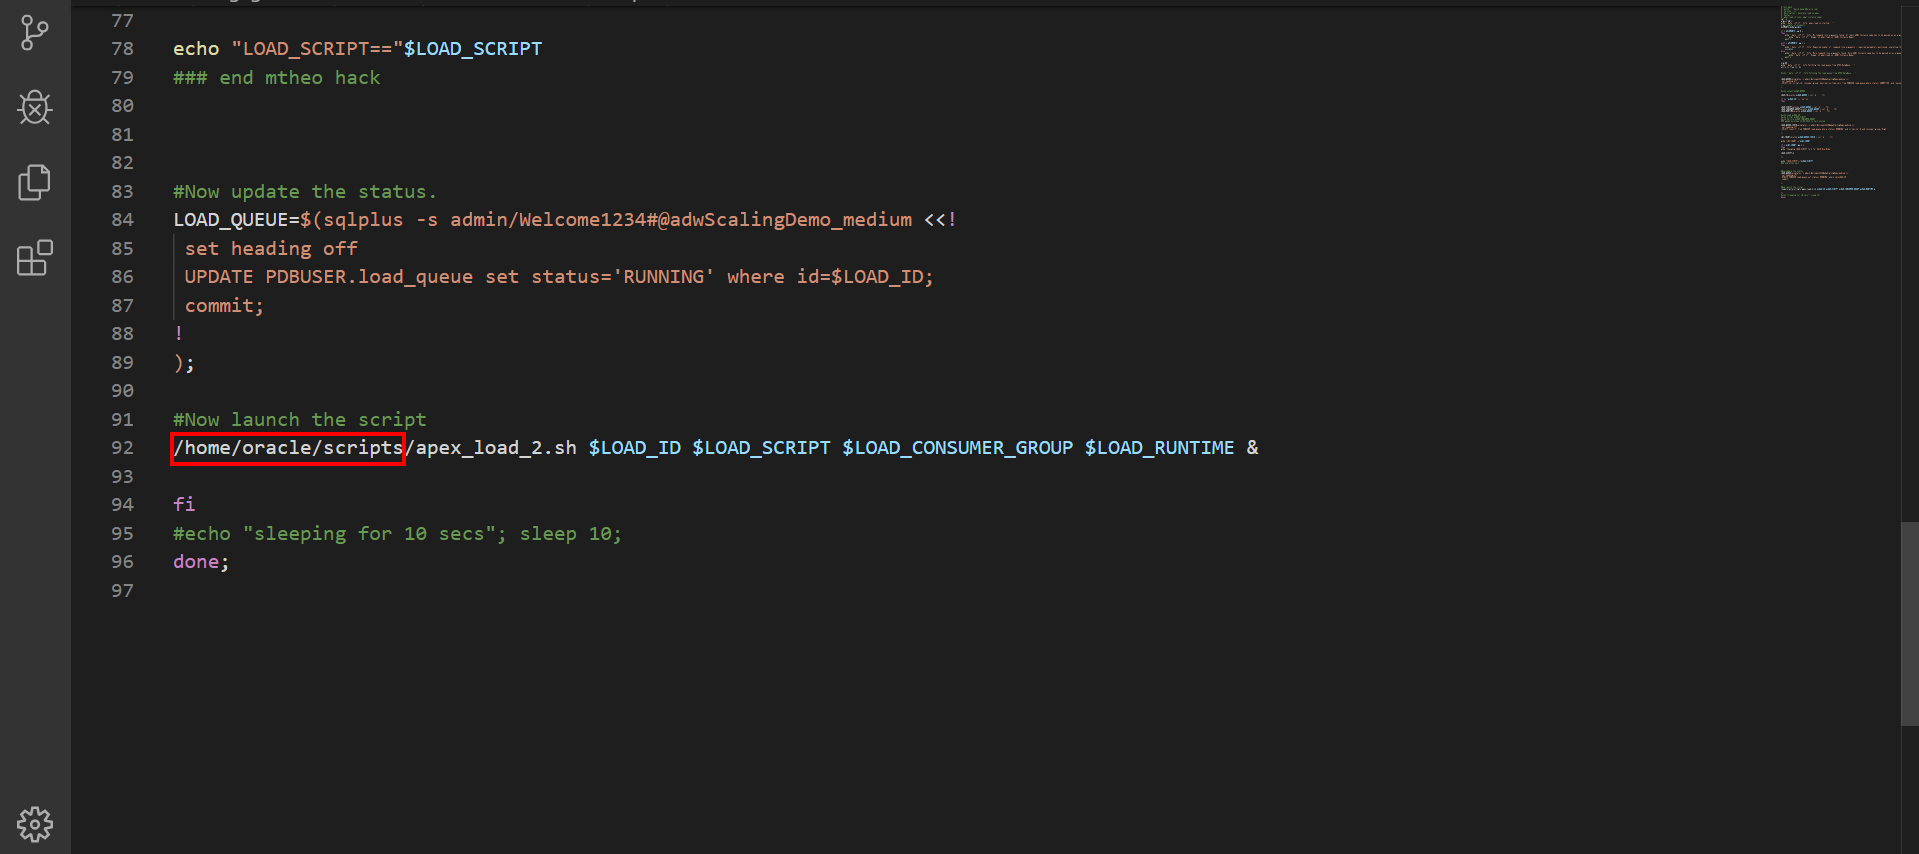 77
78 echo "LOAD_SCRIPT=="$LOAD_SCRIPT
79 ### end mtheo hack
80
81
82
83 #Now update the status.
84 LOAD_QUEUE=$(sqlplus -s admin/Welcome1234#@adwScalingDemo_medium <<!
85 set heading off
86 UPDATE PDBUSER.load_queue set status='RUNNING' where id=$LOAD_ID;
87 commit;
88 !
89 );
90
91 #Now launch the script
92 /home/oracle/scripts/apex_load_2.sh $LOAD_ID $LOAD_SCRIPT $LOAD_CONSUMER_GROUP $LOAD_RUNTIME &
93
94 fi
95 #echo "sleeping for 10 secs"; sleep 10;
96 done;
97